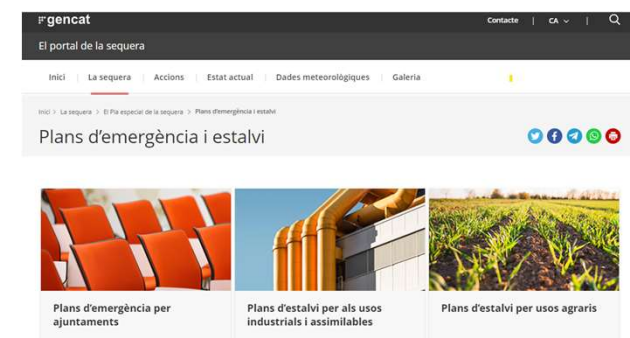 gencat
Contacte | CA | 
El portal de la sequera
Inici | La sequera | Accions | Estat actual | Dades meteorològiques | Galeria
Inici > La sequera > El Pla especial de la sequera > Plans d'emergència i estalvi
Plans d'emergència i estalvi
Plans d'emergència per
ajuntaments
Plans d'estalvi per als usos
industrials i assimilables
Plans d'estalvi per usos agraris